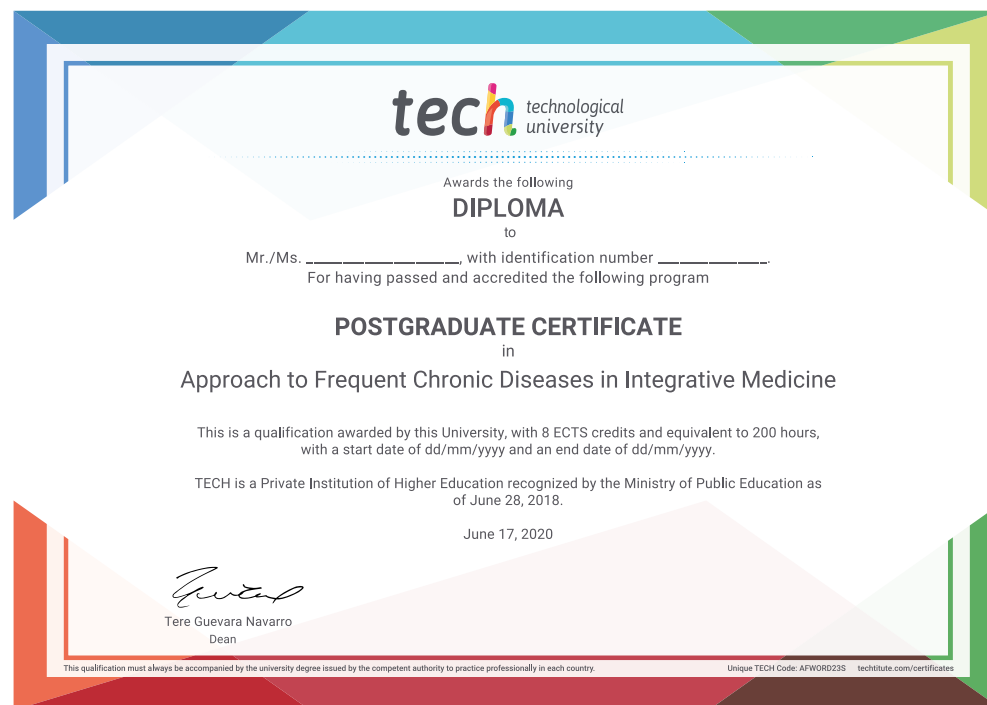 tech technological
university
Awards the following
DIPLOMA
to
Mr./Ms. ____________________, with identification number ______________.
For having passed and accredited the following program
POSTGRADUATE CERTIFICATE
in
Approach to Frequent Chronic Diseases in Integrative Medicine
This is a qualification awarded by this University, with 8 ECTS credits and equivalent to 200 hours,
with a start date of dd/mm/yyyy and an end date of dd/mm/yyyy.
TECH is a Private Institution of Higher Education recognized by the Ministry of Public Education as
of June 28, 2018.
June 17, 2020
Tere Guevara Navarro
Dean
This qualification must always be accompanied by the university degree issued by the competent authority to practice professionally in each country.
Unique TECH Code: AFWORD23S techtitute.com/certificates